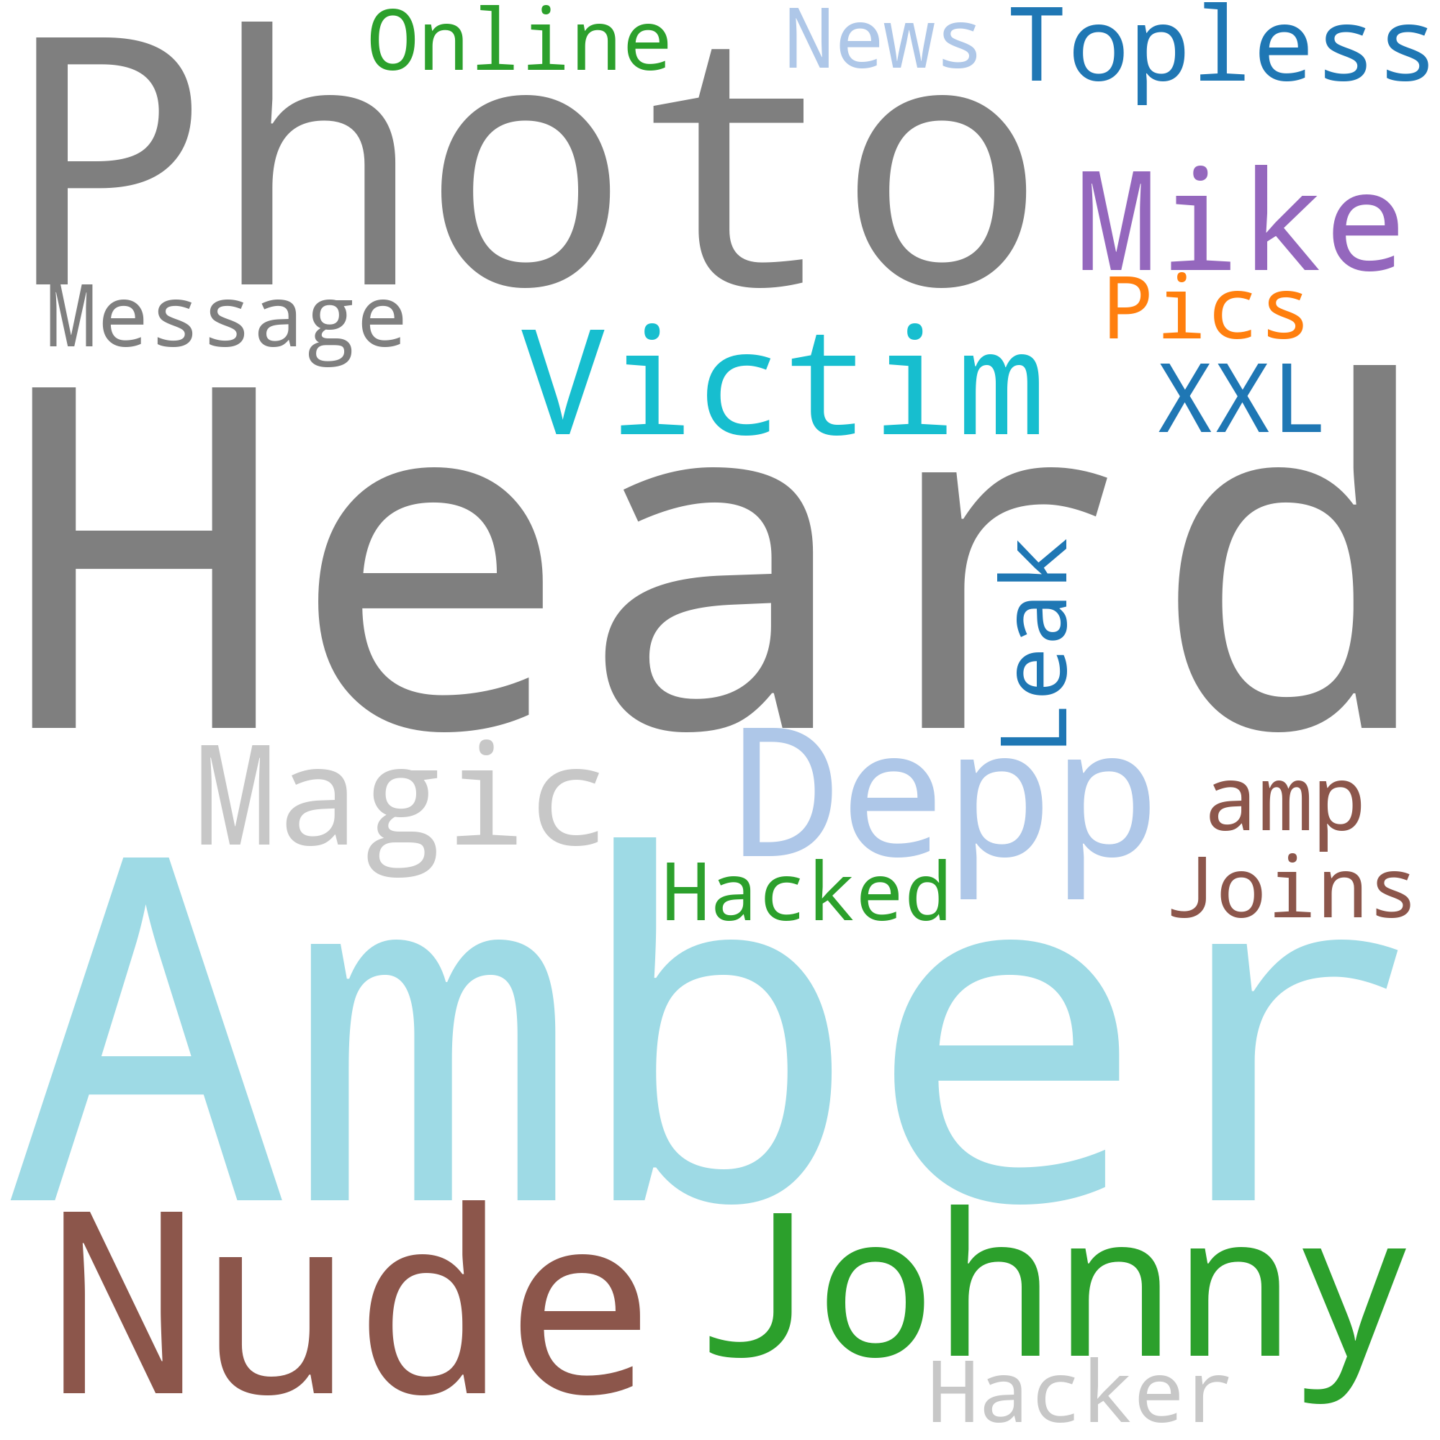 Online News Topless
Photo
Mike
Message
Pics
Victim
XXL
Heard
Leak
Magic Depp amp
Hacked Joins
Amber
Nude Johnny
Hacker